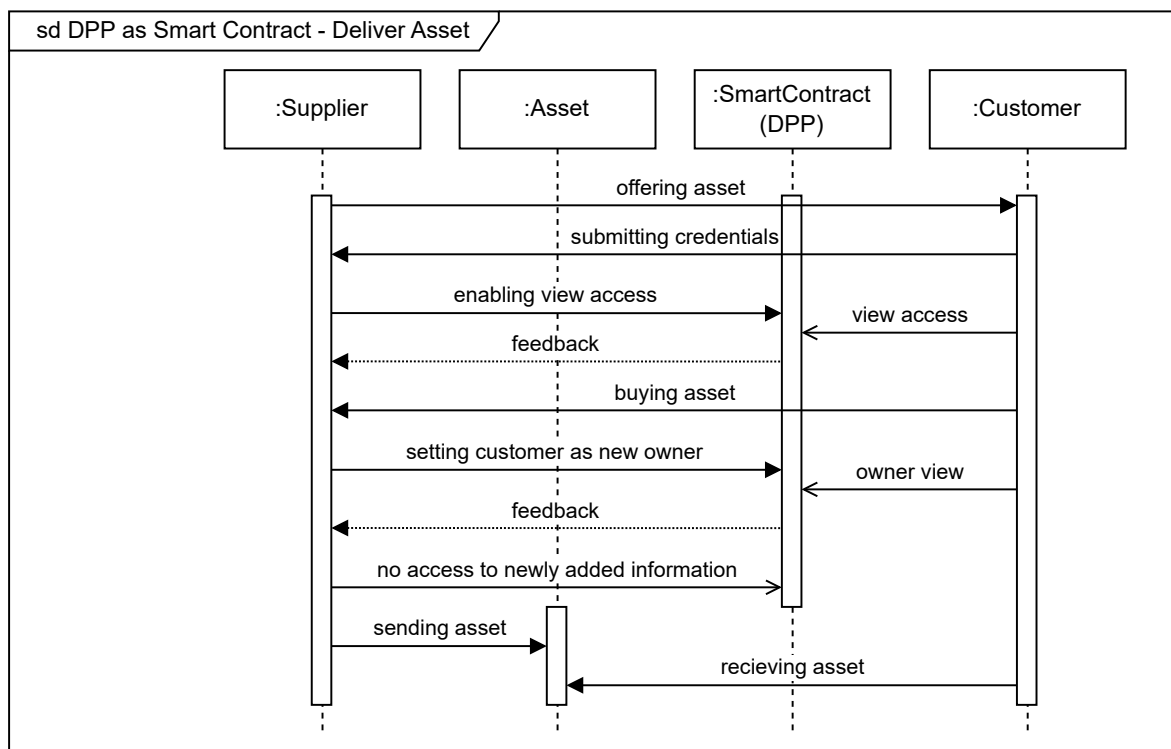 sd DPP as Smart Contract - Deliver Asset
:Supplier
:Asset
:SmartContract
(DPP)
:Customer
offering asset
submitting credentials
enabling view access
view access
feedback
buying asset
setting customer as new owner
owner view
feedback
no access to newly added information
sending asset
recieving asset